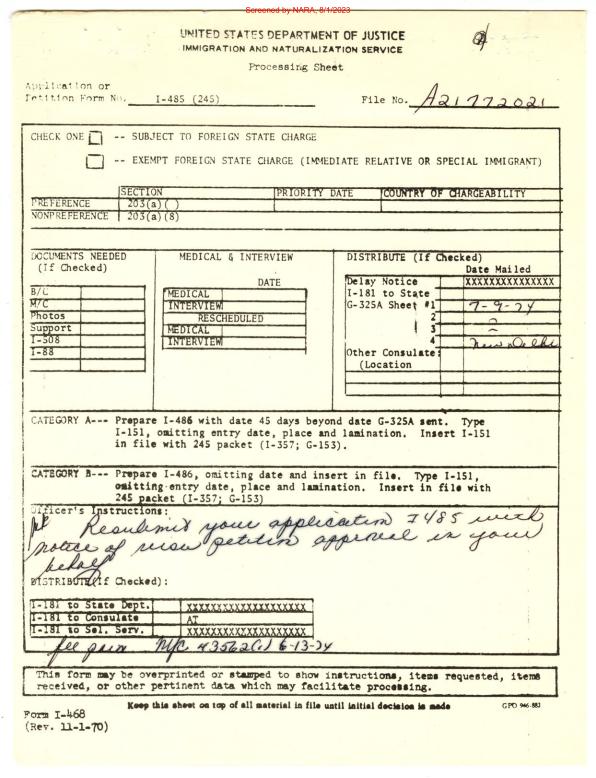 Screened by NARA, 8/1/2023
UNITED STATES DEPARTMENT OF JUSTICE
IMMIGRATION AND NATURALIZATION SERVICE
Processing Sheet
Application or
Petition Form No. I-485 (245)
File No. A21772021
CHECK ONE -- SUBJECT TO FOREIGN STATE CHARGE
-- EXEMPT FOREIGN STATE CHARGE (IMMEDIATE RELATIVE OR SPECIAL IMMIGRANT)
SECTION PRIORITY DATE COUNTRY OF CHARGEABILITY
PREFERENCE 203(a)( )
NONPREFERENCE 203(a)(8)
DOCUMENTS NEEDED
(If Checked)
B/C
M/C
Photos
Support
I-508
I-88
MEDICAL & INTERVIEW
DATE
MEDICAL
INTERVIEW
RESCHEDULED
MEDICAL
INTERVIEW
DISTRIBUTE (If Checked)
Date Mailed
Delay Notice XXXXXXXXXXXXXXX
I-181 to State
G-325A Sheet #1 7-9-74
2
3
4 New Delhi
Other Consulate:
(Location
CATEGORY A--- Prepare I-486 with date 45 days beyond date G-325A sent. Type
I-151, omitting entry date, place and lamination. Insert I-151
in file with 245 packet (I-357; G-153).
CATEGORY B--- Prepare I-486, omitting date and insert in file. Type I-151,
omitting entry date, place and lamination. Insert in file with
245 packet (I-357; G-153)
Officer's Instructions:
Resubmit your application I485 with
notice of visa petition approval in your
behalf
DISTRIBUTE(If Checked):
I-181 to State Dept. XXXXXXXXXXXXXXXXXXXX
I-181 to Consulate AT
I-181 to Sel. Serv. XXXXXXXXXXXXXXXXXXXX
fee M/C #3562(1) 6-13-74
This form may be overprinted or stamped to show instructions, items requested, items
received, or other pertinent data which may facilitate processing.
Keep this sheet on top of all material in file until initial decision is made
GPO 946-883
Form I-468
(Rev. 11-1-70)